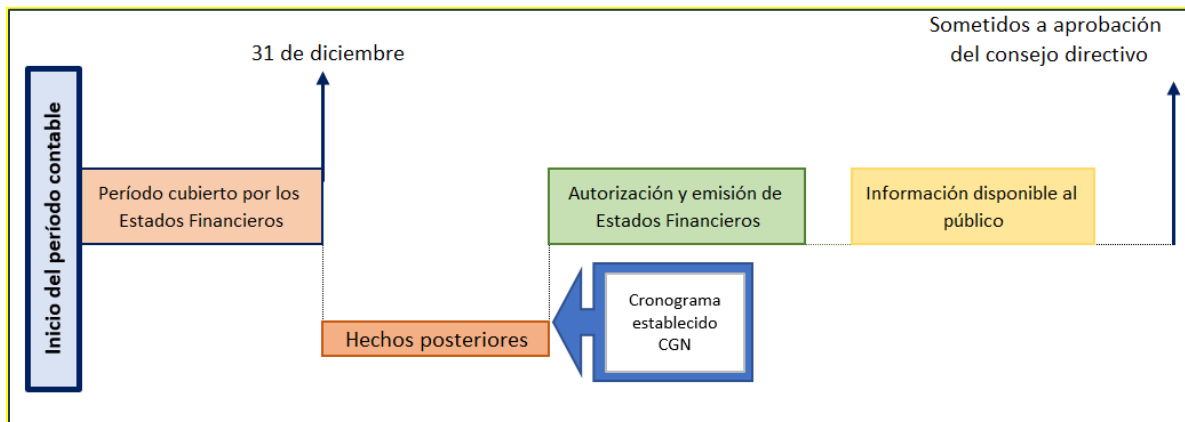 Sometidos a aprobación
del consejo directivo
31 de diciembre
Inicio del período contable
Período cubierto por los
Estados Financieros
Autorización y emisión de
Estados Financieros
Información disponible al
público
Hechos posteriores
Cronograma
establecido
CGN